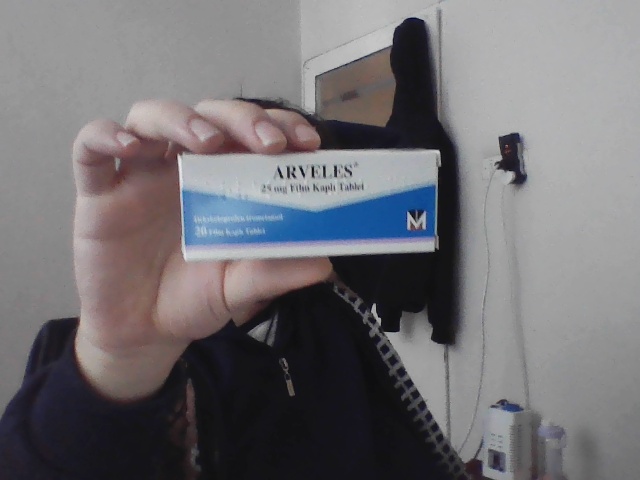 ARVELES®
25 mg Film Kaplı Tablet
Deksketoprofen trometamol
20 Film Kaplı Tablet
M